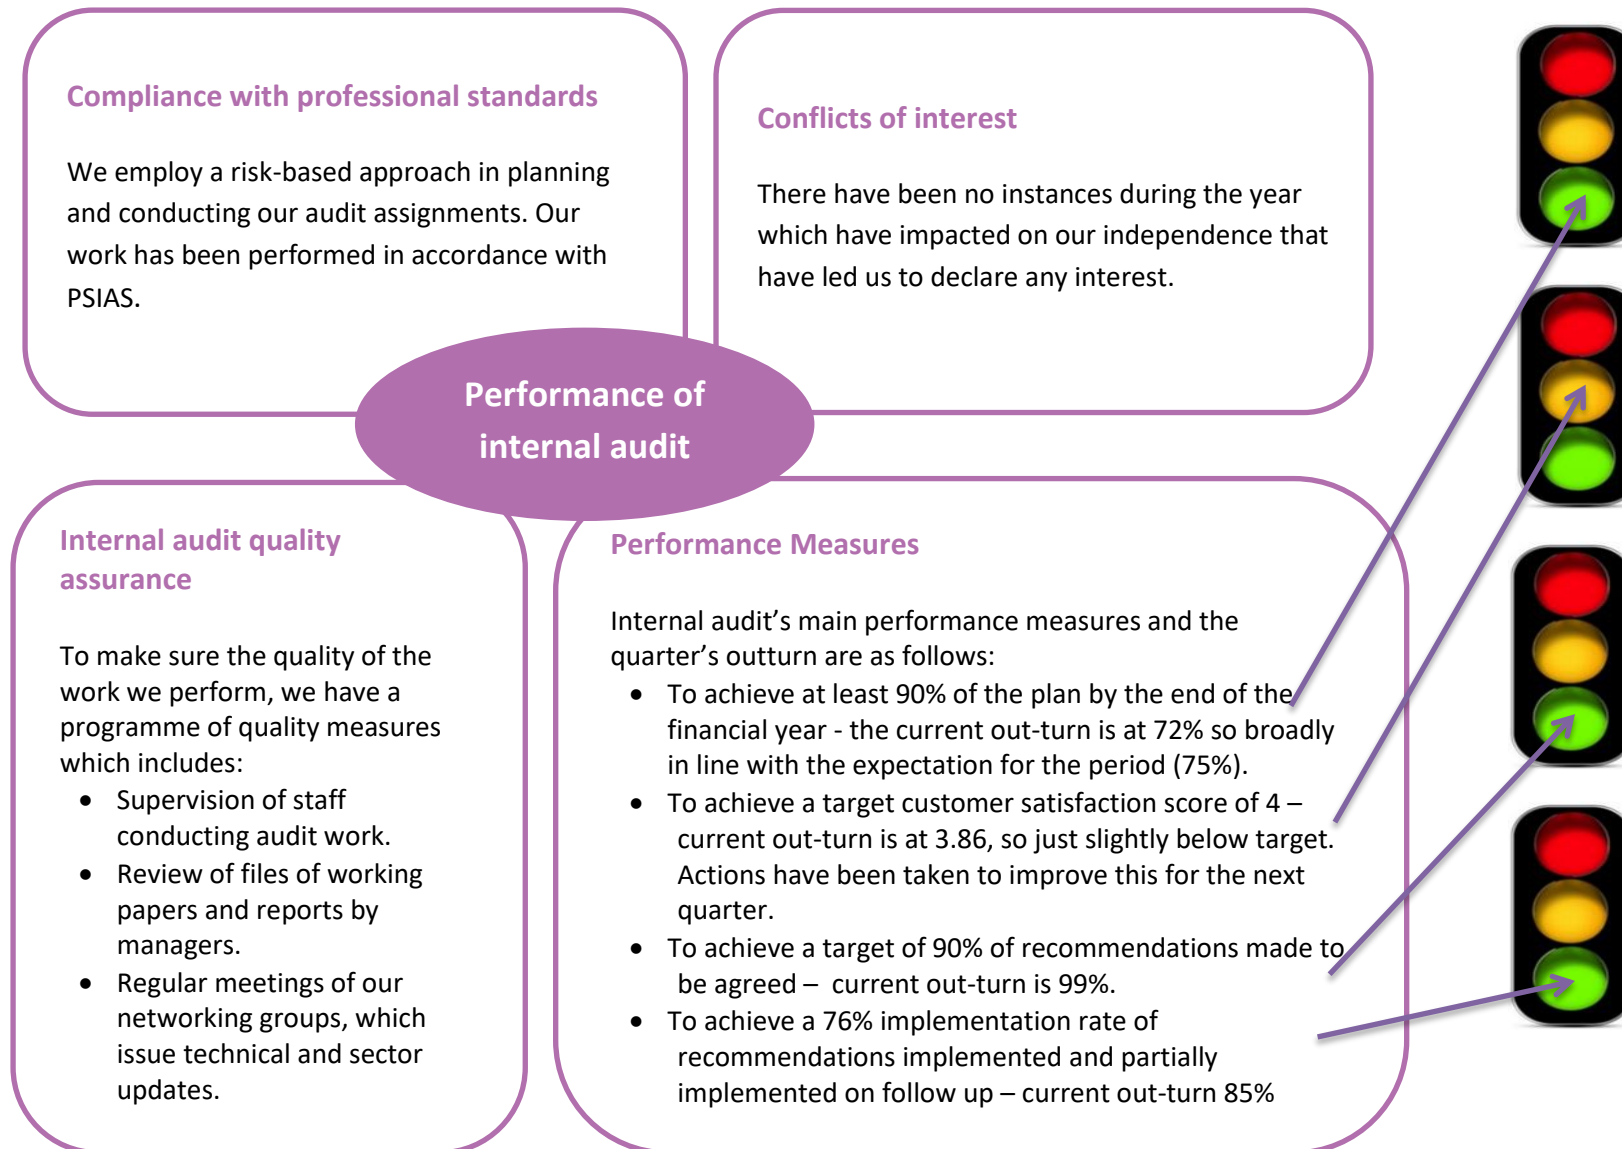 Compliance with professional standards
We employ a risk-based approach in planning
and conducting our audit assignments. Our
work has been performed in accordance with
PSIAS.
Conflicts of interest
There have been no instances during the year
which have impacted on our independence that
have led us to declare any interest.
Performance of
internal audit
Internal audit quality
assurance
To make sure the quality of the
work we perform, we have a
programme of quality measures
which includes:
• Supervision of staff
conducting audit work.
• Review of files of working
papers and reports by
managers.
• Regular meetings of our
networking groups, which
issue technical and sector
updates.
Performance Measures
Internal audit’s main performance measures and the
quarter’s outturn are as follows:
• To achieve at least 90% of the plan by the end of the
financial year - the current out-turn is at 72% so broadly
in line with the expectation for the period (75%).
• To achieve a target customer satisfaction score of 4 –
current out-turn is at 3.86, so just slightly below target.
Actions have been taken to improve this for the next
quarter.
• To achieve a target of 90% of recommendations made to
be agreed – current out-turn is 99%.
• To achieve a 76% implementation rate of
recommendations implemented and partially
implemented on follow up – current out-turn 85%